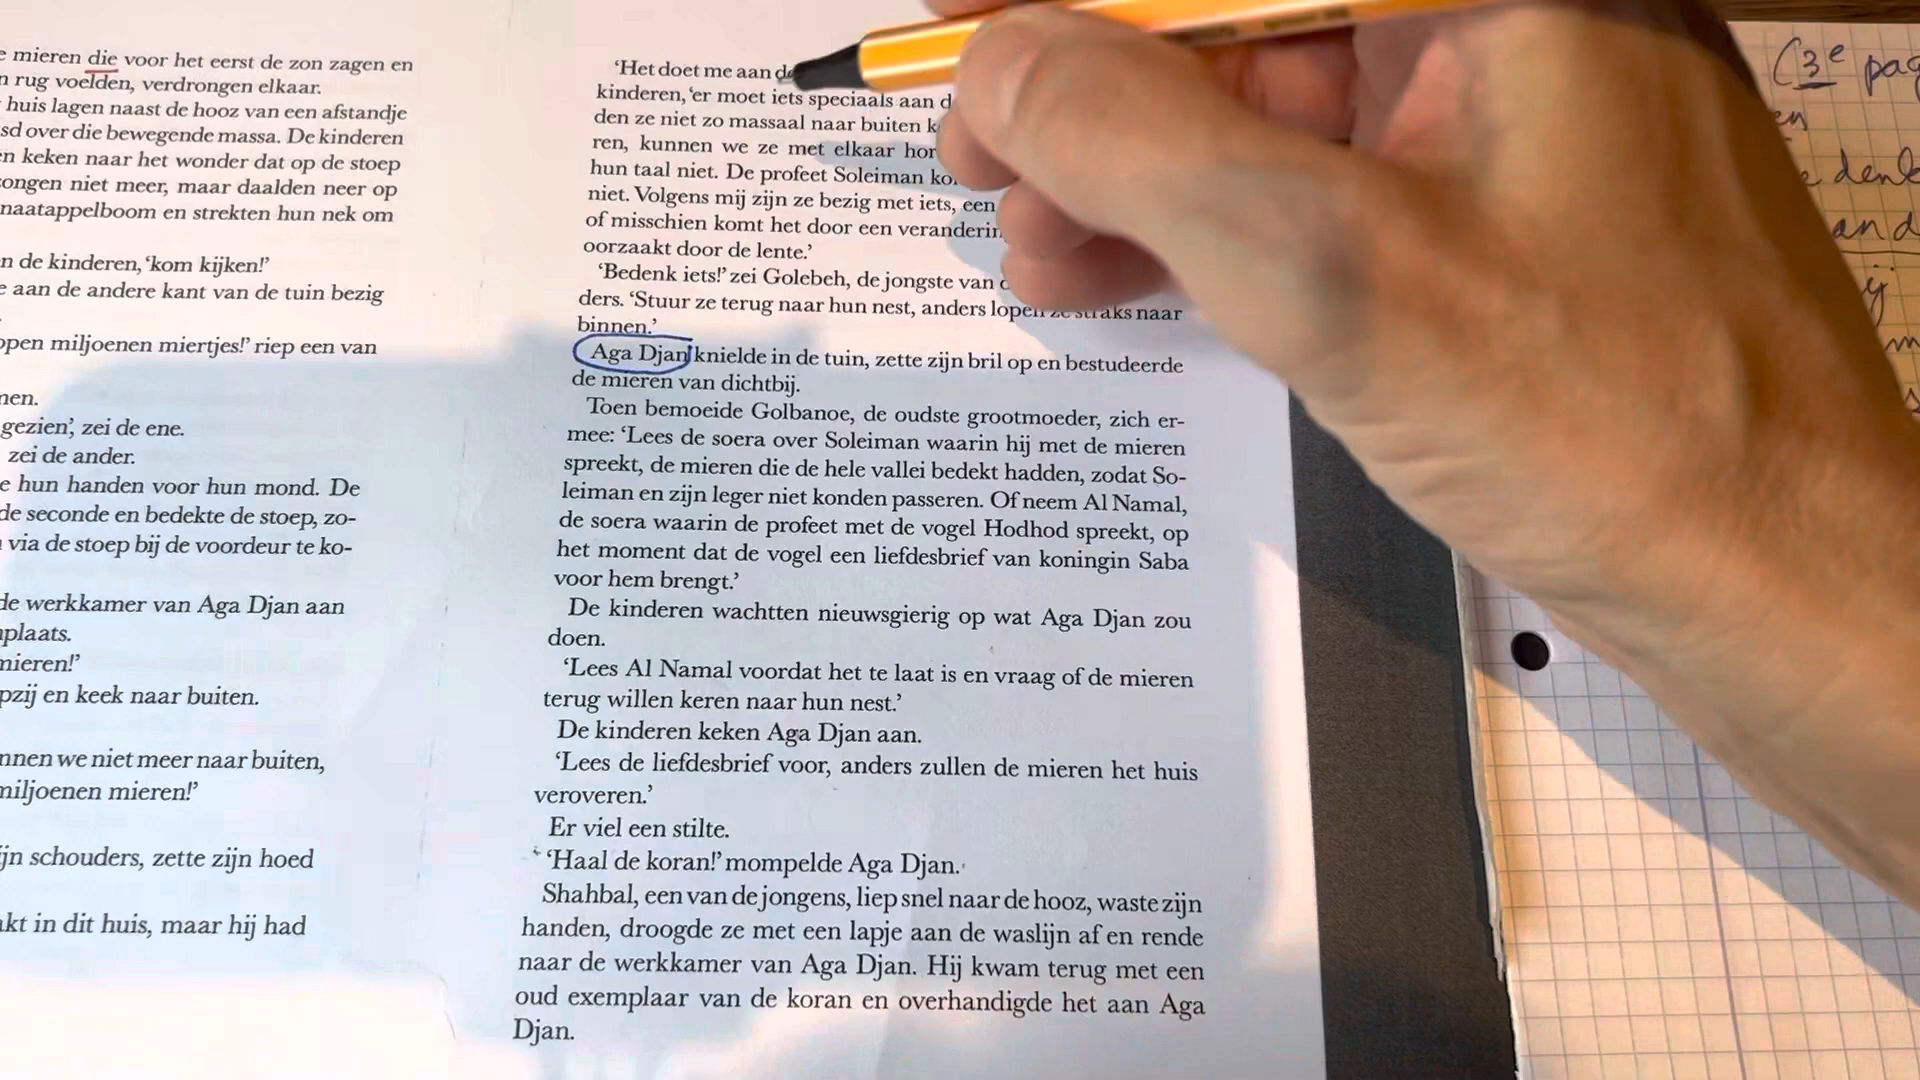 mieren die voor het eerst de zon zagen en
rug voelden, verdrongen elkaar.
huis lagen naast de hooz van een afstandje
over die bewegende massa. De kinderen
keken naar het wonder dat op de stoep
niet meer, maar daalden neer op
en strekten hun nek om
de kinderen, ‘kom kijken!’
aan de andere kant van de tuin bezig
miljoenen miertjes!’ riep een van
gezien’, zei de ene.
zei de ander.
hun handen voor hun mond. De
seconde en bedekte de stoep, zo-
via de stoep bij de voordeur te ko-
de werkkamer van Aga Djan aan
mieren!’
en keek naar buiten.
we niet meer naar buiten,
miljoenen mieren!’
schouders, zette zijn hoed
in dit huis, maar hij had
‘Het doet me aan
kinderen, ‘er moet iets speciaals aan
den ze niet zo massaal naar buiten
ren, kunnen we ze met elkaar
hun taal niet. De profeet Soleiman
niet. Volgens mij zijn ze bezig met iets, een
of misschien komt het door een
oorzaakt door de lente.’
‘Bedenk iets!’ zei Golebeh, de jongste van
ders. ‘Stuur ze terug naar hun nest, anders lopen ze straks naar
binnen.’
Aga Djan knielde in de tuin, zette zijn bril op en bestudeerde
de mieren van dichtbij.
Toen bemoeide Golbanoe, de oudste grootmoeder, zich er-
mee: ‘Lees de soera over Soleiman waarin hij met de mieren
spreekt, de mieren die de hele vallei bedekt hadden, zodat So-
leiman en zijn leger niet konden passeren. Of neem Al Namal,
de soera waarin de profeet met de vogel Hodhod spreekt, op
het moment dat de vogel een liefdesbrief van koningin Saba
voor hem brengt.’
De kinderen wachtten nieuwsgierig op wat Aga Djan zou
doen.
‘Lees Al Namal voordat het te laat is en vraag of de mieren
terug willen keren naar hun nest.’
De kinderen keken Aga Djan aan.
‘Lees de liefdesbrief voor, anders zullen de mieren het huis
veroveren.’
Er viel een stilte.
‘Haal de koran!’ mompelde Aga Djan.
Shahbal, een van de jongens, liep snel naar de hooz, waste zijn
handen, droogde ze met een lapje aan de waslijn af en rende
naar de werkkamer van Aga Djan. Hij kwam terug met een
oud exemplaar van de koran en overhandigde het aan Aga
Djan.
(3e